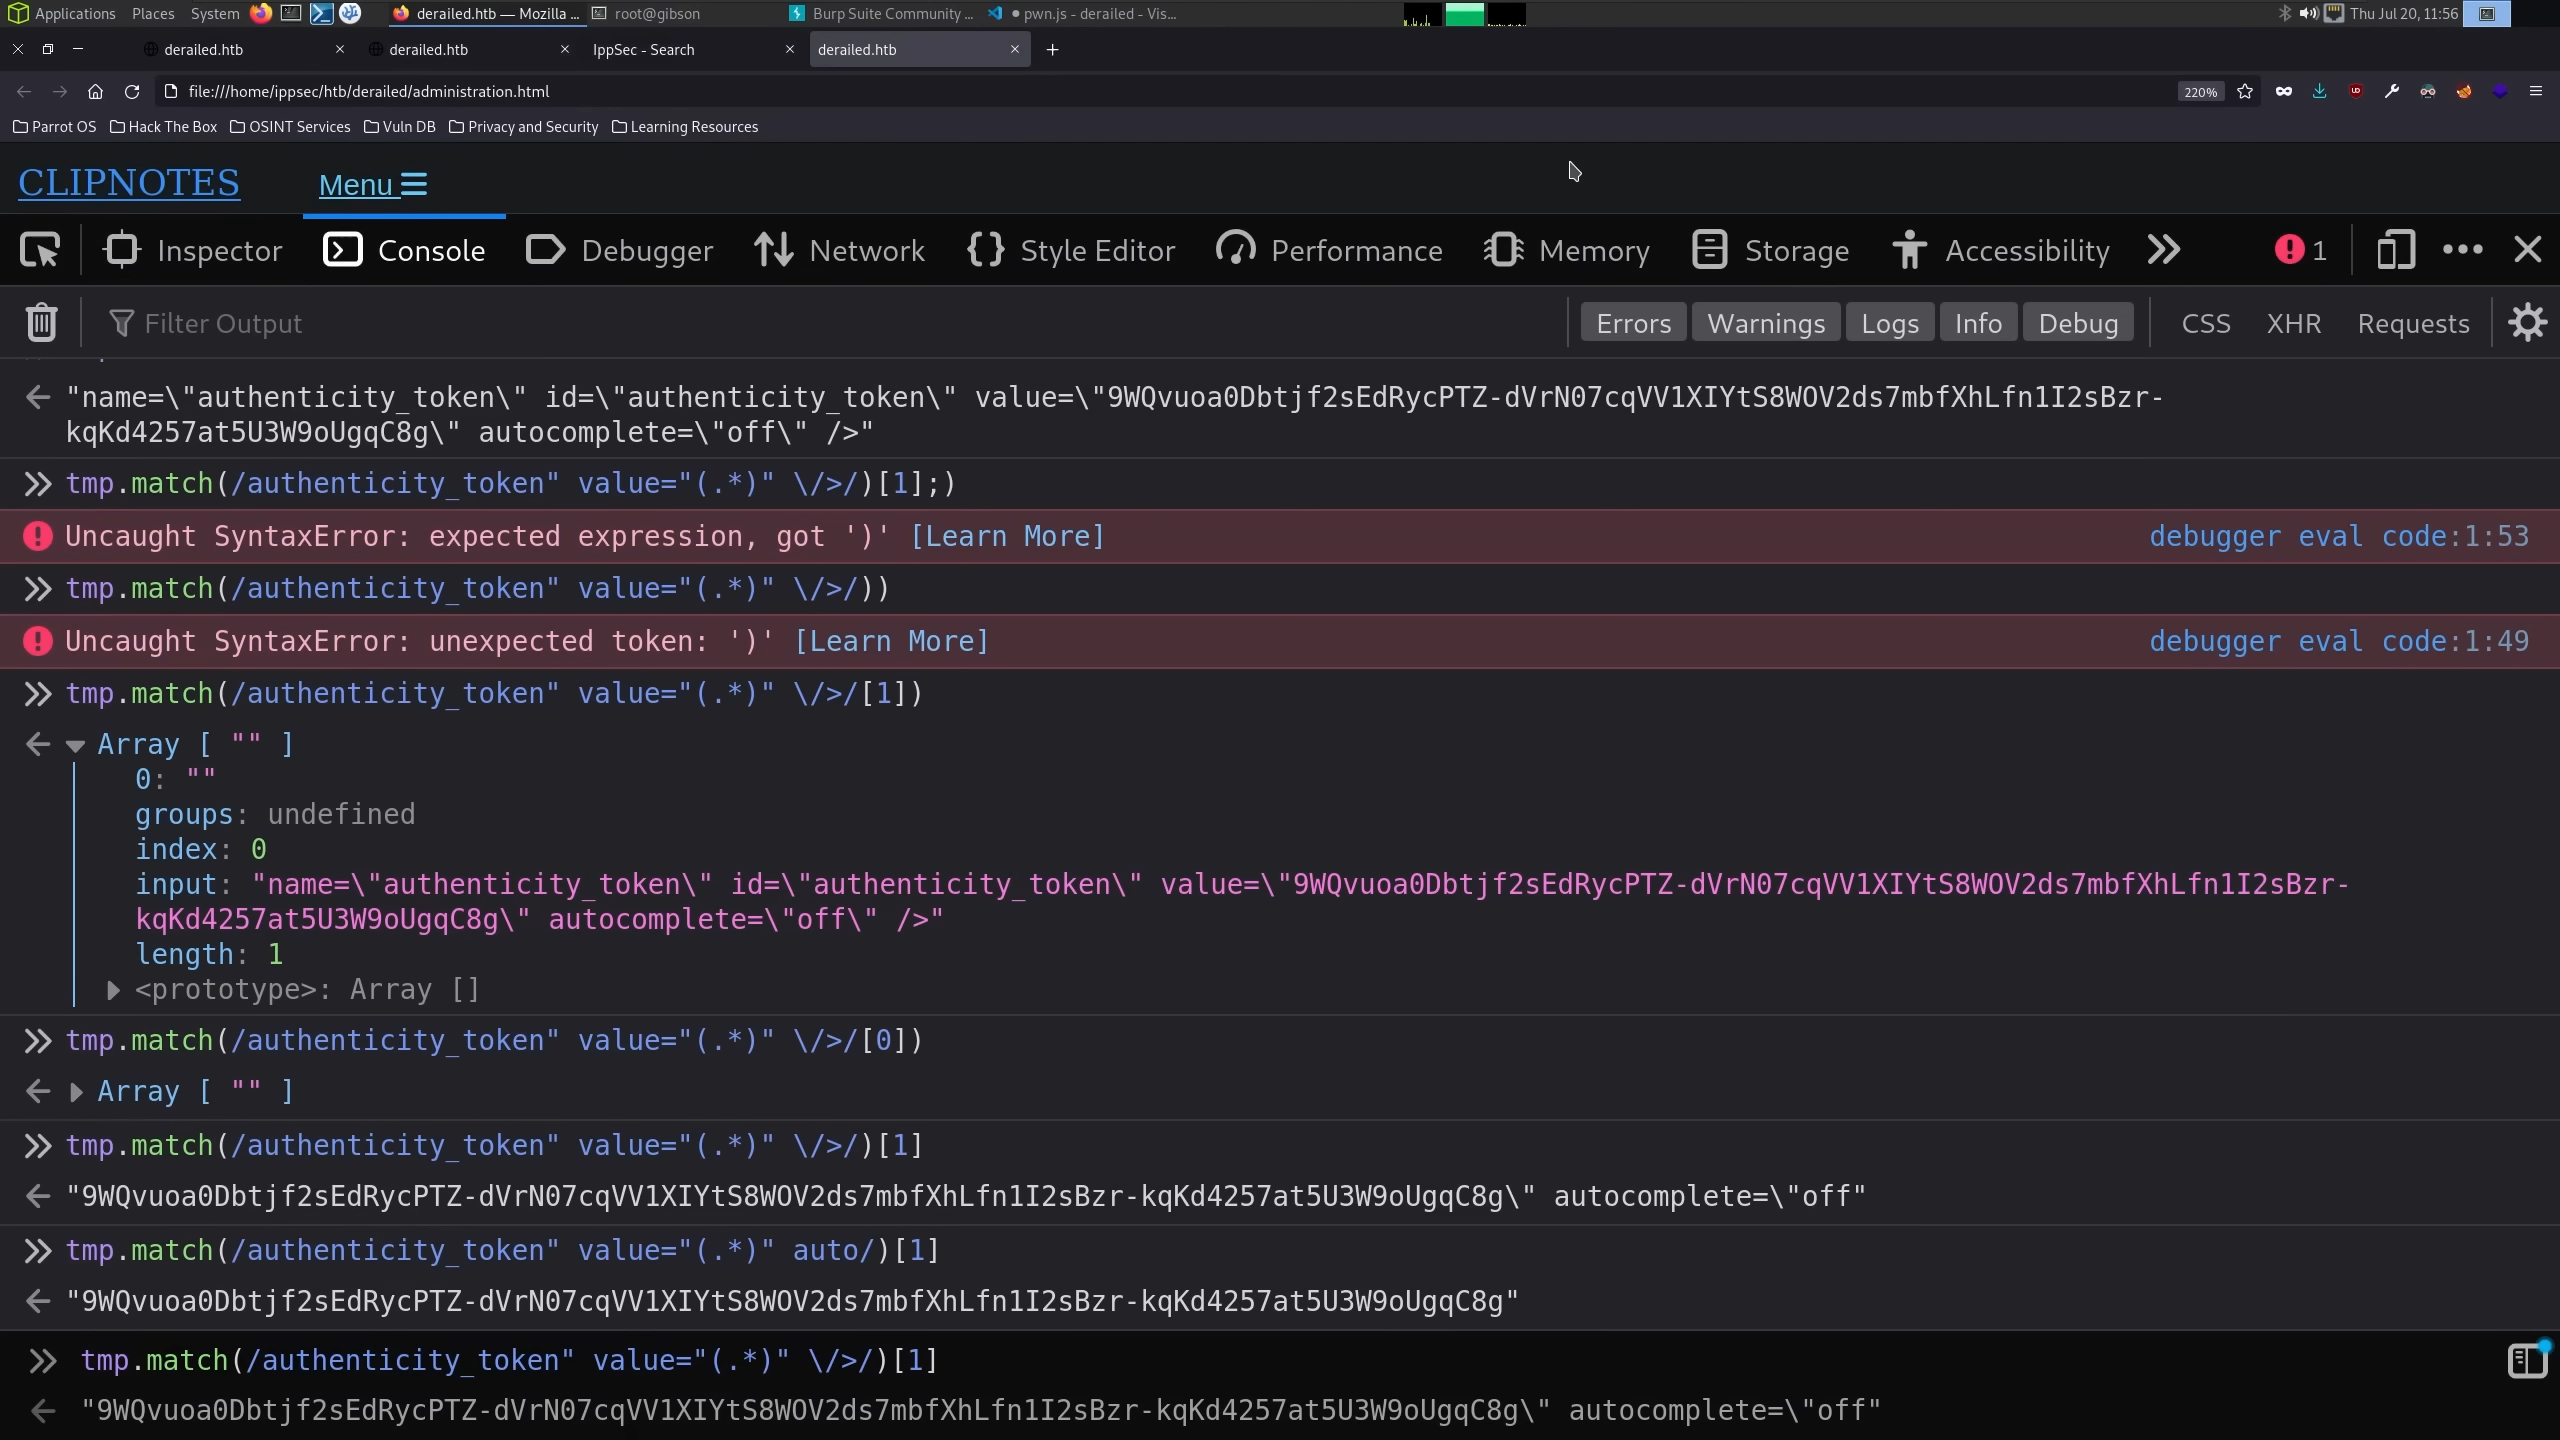 Applications Places System derailed.htb — Mozilla ... root@gibson Burp Suite Community ... • pwn.js - derailed - Vis... Thu Jul 20, 11:56
derailed.htb derailed.htb IppSec - Search derailed.htb
file:///home/ippsec/htb/derailed/administration.html 220%
Parrot OS Hack The Box OSINT Services Vuln DB Privacy and Security Learning Resources
CLIPNOTES Menu
Inspector Console Debugger Network Style Editor Performance Memory Storage Accessibility 1
Filter Output Errors Warnings Logs Info Debug CSS XHR Requests
"name=\"authenticity_token\" id=\"authenticity_token\" value=\"9WQvuoa0Dbtjf2sEdRycPTZ-dVrN07cqVV1XIYtS8WOV2ds7mbfXhLfn1I2sBzr-
kqKd4257at5U3W9oUgqC8g\" autocomplete=\"off\" />"
tmp.match(/authenticity_token" value="(.*)" \/>/)[1];)
Uncaught SyntaxError: expected expression, got ')' [Learn More] debugger eval code:1:53
tmp.match(/authenticity_token" value="(.*)" \/>/))
Uncaught SyntaxError: unexpected token: ')' [Learn More] debugger eval code:1:49
tmp.match(/authenticity_token" value="(.*)" \/>/[1])
Array [ "" ]
0: ""
groups: undefined
index: 0
input: "name=\"authenticity_token\" id=\"authenticity_token\" value=\"9WQvuoa0Dbtjf2sEdRycPTZ-dVrN07cqVV1XIYtS8WOV2ds7mbfXhLfn1I2sBzr-
kqKd4257at5U3W9oUgqC8g\" autocomplete=\"off\" />"
length: 1
<prototype>: Array []
tmp.match(/authenticity_token" value="(.*)" \/>/[0])
Array [ "" ]
tmp.match(/authenticity_token" value="(.*)" \/>/)[1]
"9WQvuoa0Dbtjf2sEdRycPTZ-dVrN07cqVV1XIYtS8WOV2ds7mbfXhLfn1I2sBzr-kqKd4257at5U3W9oUgqC8g\" autocomplete=\"off"
tmp.match(/authenticity_token" value="(.*)" auto/)[1]
"9WQvuoa0Dbtjf2sEdRycPTZ-dVrN07cqVV1XIYtS8WOV2ds7mbfXhLfn1I2sBzr-kqKd4257at5U3W9oUgqC8g"
tmp.match(/authenticity_token" value="(.*)" \/>/)[1]
"9WQvuoa0Dbtjf2sEdRycPTZ-dVrN07cqVV1XIYtS8WOV2ds7mbfXhLfn1I2sBzr-kqKd4257at5U3W9oUgqC8g\" autocomplete=\"off"